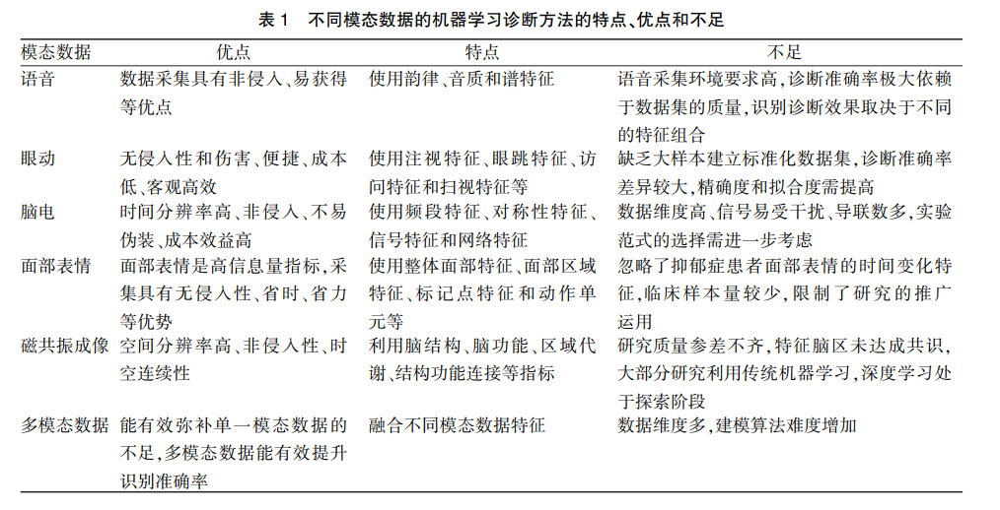 表 1 不同模态数据的机器学习诊断方法的特点、优点和不足
模态数据 优点 特点 不足
语音 数据采集具有非侵入、易获得 使用韵律、音质和谱特征 语音采集环境要求高,诊断准确率极大依赖
等优点 于数据集的质量,识别诊断效果取决于不同
的特征组合
眼动 无侵入性和伤害、便捷、成本 使用注视特征、眼跳特征、访 缺乏大样本建立标准化数据集,诊断准确率
低、客观高效 问特征和扫视特征等 差异较大,精确度和拟合度需提高
脑电 时间分辨率高、非侵入、不易 使用频段特征、对称性特征、 数据维度高、信号易受干扰、导联数多,实验
伪装、成本效益高 信号特征和网络特征 范式的选择需进一步考虑
面部表情 面部表情是高信息量指标,采 使用整体面部特征、面部区域 忽略了抑郁症患者面部表情的时间变化特
集具有无侵入性、省时、省力 特征、标记点特征和动作单 征,临床样本量较少,限制了研究的推广
等优势 元等 运用
磁共振成像 空间分辨率高、非侵入性、时 利用脑结构、脑功能、区域代 研究质量参差不齐,特征脑区未达成共识,
空连续性 谢、结构功能连接等指标 大部分研究利用传统机器学习,深度学习处
于探索阶段
多模态数据 能有效弥补单一模态数据的 融合不同模态数据特征 数据维度多,建模算法难度增加
不足,多模态数据能有效提升
识别准确率